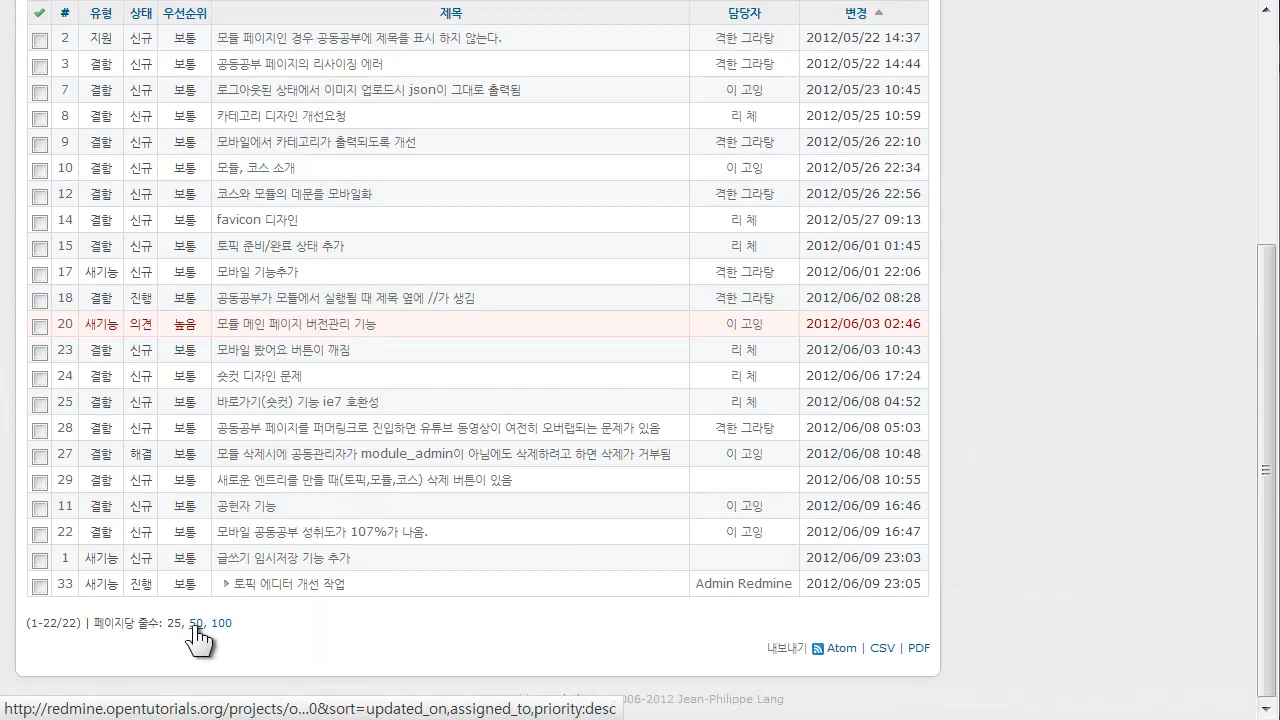 # 유형 상태 우선순위 제목 담당자 변경
2 지원 신규 보통 모듈 페이지인 경우 공동공부에 제목을 표시 하지 않는다. 격한 그라탕 2012/05/22 14:37
3 결함 신규 보통 공동공부 페이지의 리사이징 에러 격한 그라탕 2012/05/22 14:44
7 결함 신규 보통 로그아웃된 상태에서 이미지 업로드시 json이 그대로 출력됨 이 고잉 2012/05/23 10:45
8 결함 신규 보통 카테고리 디자인 개선요청 리 체 2012/05/25 10:59
9 결함 신규 보통 모바일에서 카테고리가 출력되도록 개선 격한 그라탕 2012/05/26 22:10
10 결함 신규 보통 모듈, 코스 소개 이 고잉 2012/05/26 22:34
12 결함 신규 보통 코스와 모듈의 데문을 모바일화 격한 그라탕 2012/05/26 22:56
14 결함 신규 보통 favicon 디자인 리 체 2012/05/27 09:13
15 결함 신규 보통 토픽 준비/완료 상태 추가 리 체 2012/06/01 01:45
17 새기능 신규 보통 모바일 기능추가 격한 그라탕 2012/06/01 22:06
18 결함 진행 보통 공동공부가 모듈에서 실행될 때 제목 옆에 //가 생김 격한 그라탕 2012/06/02 08:28
20 새기능 의견 높음 모듈 메인 페이지 버전관리 기능 이 고잉 2012/06/03 02:46
23 결함 신규 보통 모바일 봤어요 버튼이 깨짐 리 체 2012/06/03 10:43
24 결함 신규 보통 숏컷 디자인 문제 리 체 2012/06/06 17:24
25 결함 신규 보통 바로가기(숏컷) 기능 ie7 호환성 리 체 2012/06/08 04:52
28 결함 신규 보통 공동공부 페이지를 퍼머링크로 진입하면 유튜브 동영상이 여전히 오버랩되는 문제가 있음 격한 그라탕 2012/06/08 05:03
27 결함 해결 보통 모듈 삭제시에 공동관리자가 module_admin이 아님에도 삭제하려고 하면 삭제가 거부됨 이 고잉 2012/06/08 10:48
29 결함 신규 보통 새로운 엔트리를 만들 때(토픽,모듈,코스) 삭제 버튼이 있음 2012/06/08 10:55
11 결함 신규 보통 공헌자 기능 이 고잉 2012/06/09 16:46
22 결함 신규 보통 모바일 공동공부 성취도가 107%가 나옴. 이 고잉 2012/06/09 16:47
1 새기능 신규 보통 글쓰기 임시저장 기능 추가 2012/06/09 23:03
33 새기능 진행 보통 토픽 에디터 개선 작업 Admin Redmine 2012/06/09 23:05
(1-22/22) | 페이지당 줄수: 25, 50, 100
내보내기 Atom | CSV | PDF
006-2012 Jean-Philippe Lang
http://redmine.opentutorials.org/projects/o...0&sort=updated_on,assigned_to,priority:desc